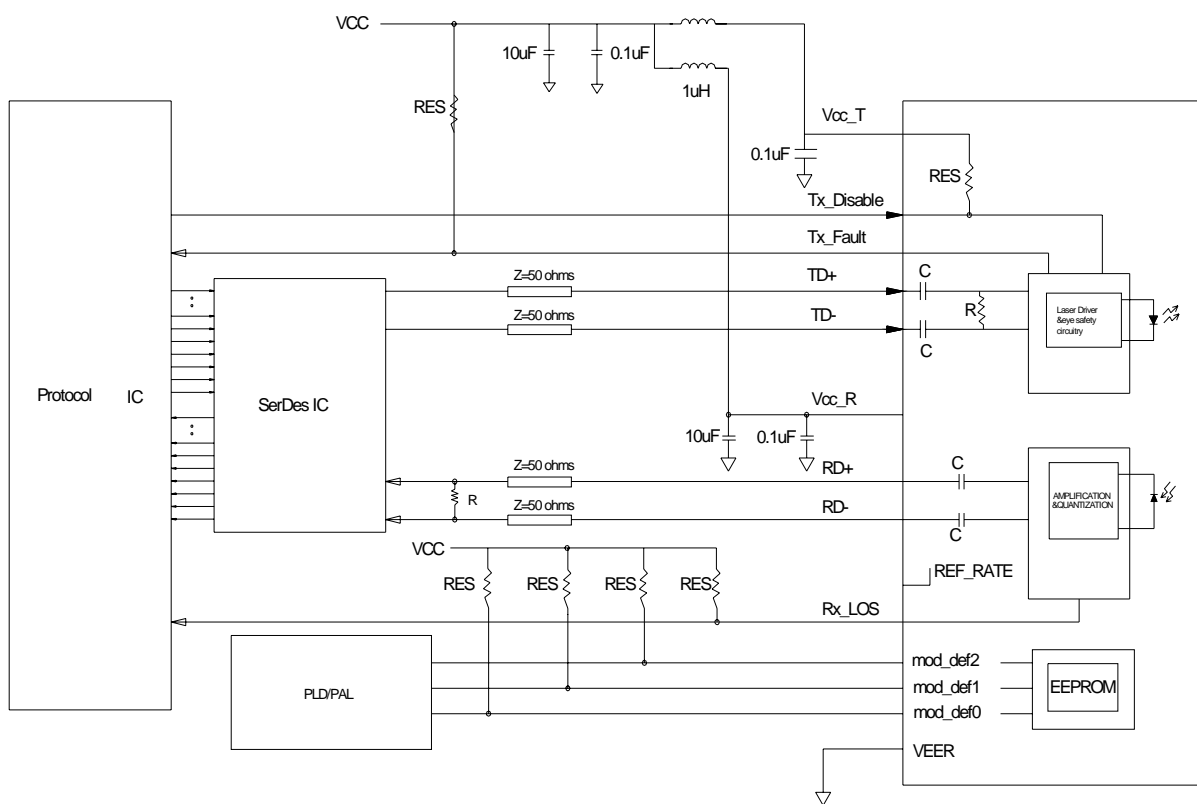 VCC
10uF
0.1uF
1uH
RES
Vcc_T
0.1uF
RES
Tx_Disable
Tx_Fault
Z=50 ohms
TD+
C
:
R
Laser Driver
&eye safety
circuitry
Z=50 ohms
TD-
C
Protocol IC
SerDes IC
Vcc_R
:
10uF
0.1uF
Z=50 ohms
RD+
C
R
AMPLIFICATION
&QUANTIZATION
Z=50 ohms
RD-
C
VCC
REF_RATE
RES
RES
RES
RES
Rx_LOS
mod_def2
PLD/PAL
mod_def1
EEPROM
mod_def0
VEER